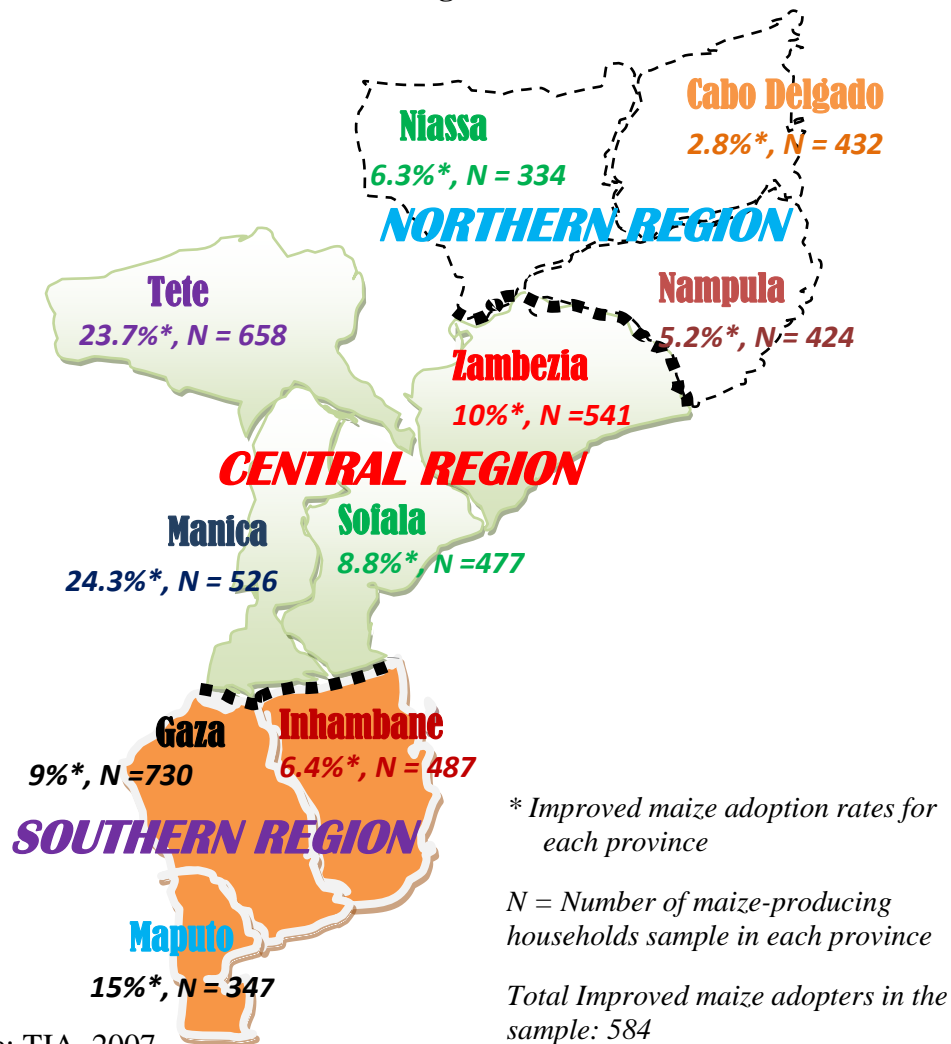 Cabo Delgado
2.8%*, N = 432
Niassa
6.3%*, N = 334
NORTHERN REGION
Nampula
5.2%*, N = 424
Tete
23.7%*, N = 658
Zambezia
10%*, N =541
CENTRAL REGION
Manica
24.3%*, N = 526
Sofala
8.8%*, N =477
Gaza
9%*, N =730
Inhambane
6.4%*, N = 487
SOUTHERN REGION
Maputo
15%*, N = 347
* Improved maize adoption rates for
each province
N = Number of maize-producing
households sample in each province
Total Improved maize adopters in the
sample: 584
: TIA, 2007